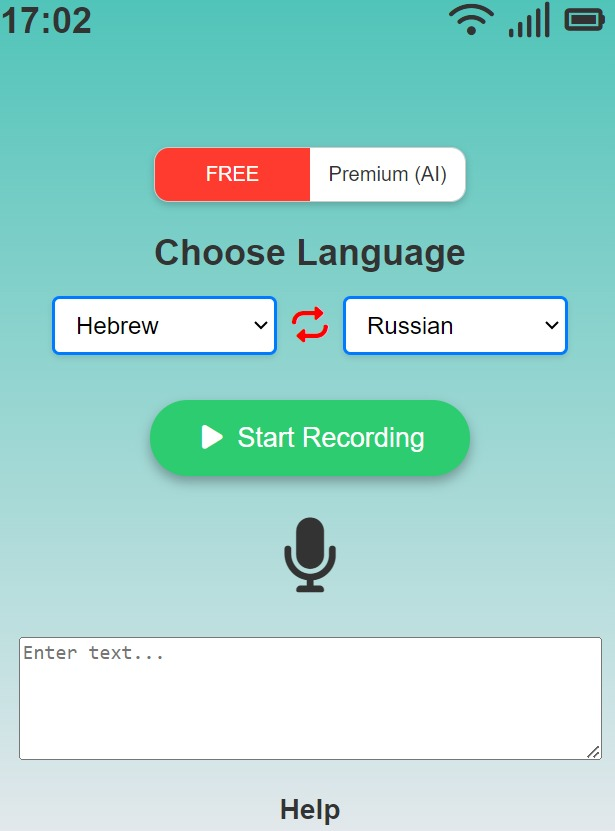 17:02
FREE Premium (AI)
Choose Language
Hebrew Russian
Start Recording
Enter text...
Help